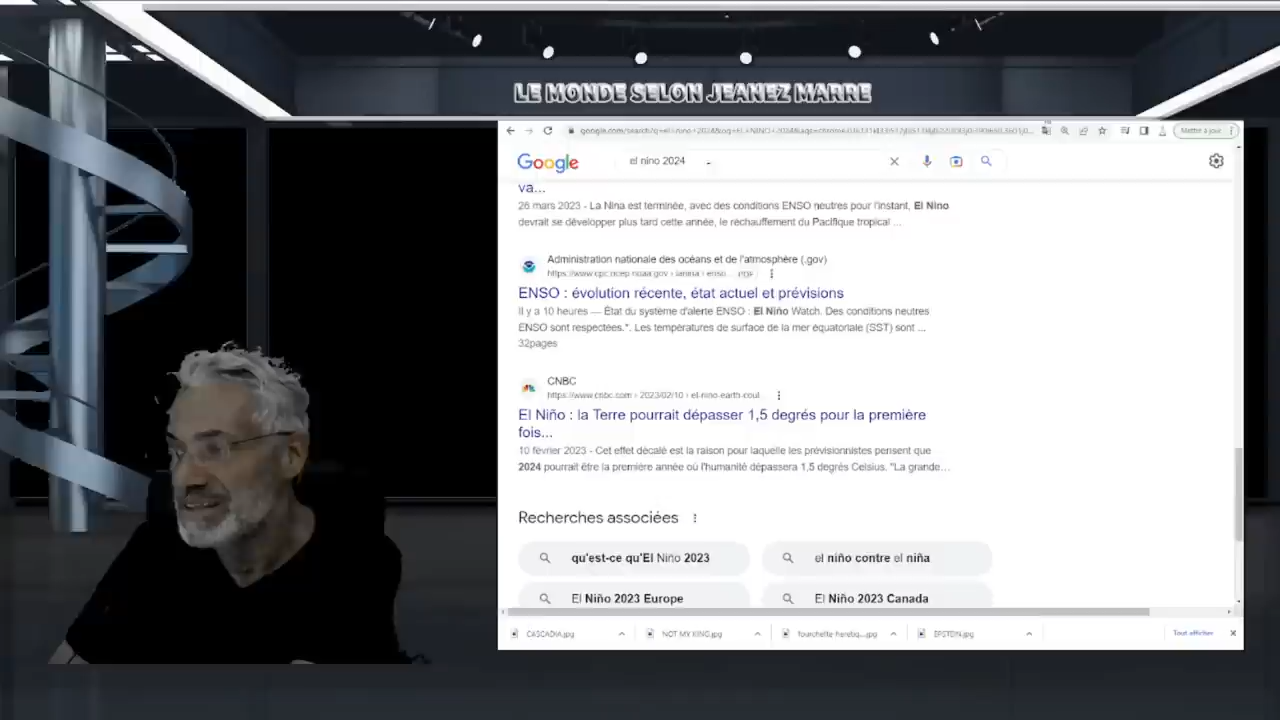 LE MONDE SELON JEANEZ MARRE
Mettre à jour
Google
el nino 2024
va...
26 mars 2023 - La Nina est terminée, avec des conditions ENSO neutres pour l'instant, El Nino
devrait se développer plus tard cette année, le réchauffement du Pacifique tropical ...
Administration nationale des océans et de l'atmosphère (.gov)
ENSO : évolution récente, état actuel et prévisions
Il y a 10 heures — État du système d'alerte ENSO : El Niño Watch. Des conditions neutres
ENSO sont respectées.*. Les températures de surface de la mer équatoriale (SST) sont ...
32pages
CNBC
https://www.cnbc.com › 2023/02/10 › el-nino-earth-coul...
El Niño : la Terre pourrait dépasser 1,5 degrés pour la première
fois...
10 février 2023 - Cet effet décalé est la raison pour laquelle les prévisionnistes pensent que
2024 pourrait être la première année où l'humanité dépassera 1,5 degrés Celsius. "La grande...
Recherches associées
qu'est-ce qu'El Niño 2023
el niño contre el niña
El Niño 2023 Europe
El Niño 2023 Canada
CASCADIA.jpg
NOT MY KING.jpg
EPSTEIN.jpg
Tout afficher